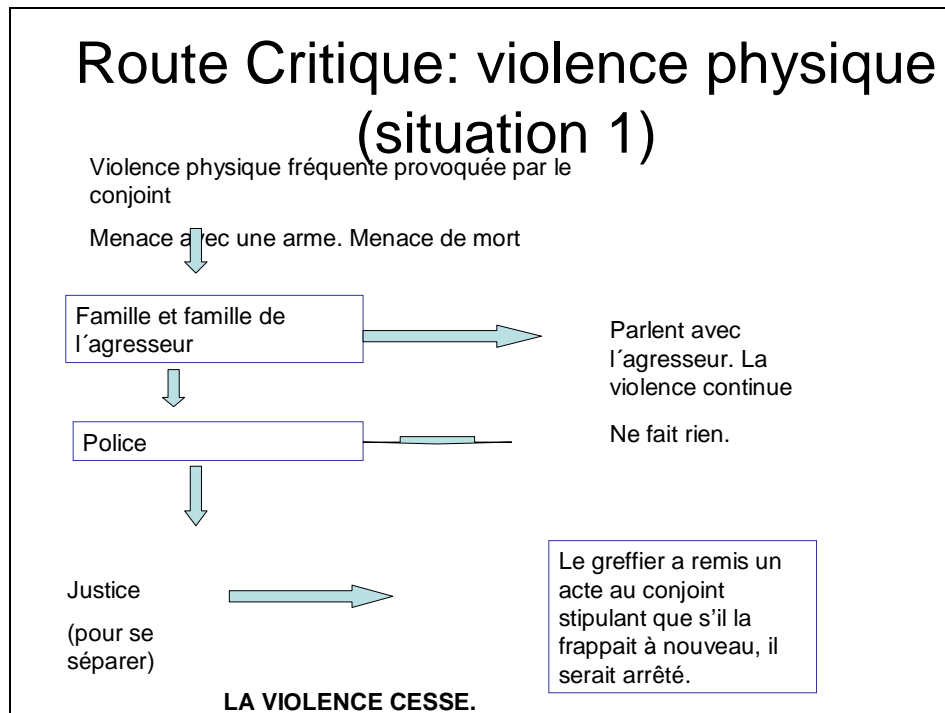 Route Critique: violence physique
(situation 1)
Violence physique fréquente provoquée par le
conjoint
Menace avec une arme. Menace de mort
Famille et famille de
l´agresseur
Parlent avec
l´agresseur. La
violence continue
Police
Ne fait rien.
Justice
(pour se
séparer)
Le greffier a remis un
acte au conjoint
stipulant que s’il la
frappait à nouveau, il
serait arrêté.
LA VIOLENCE CESSE.